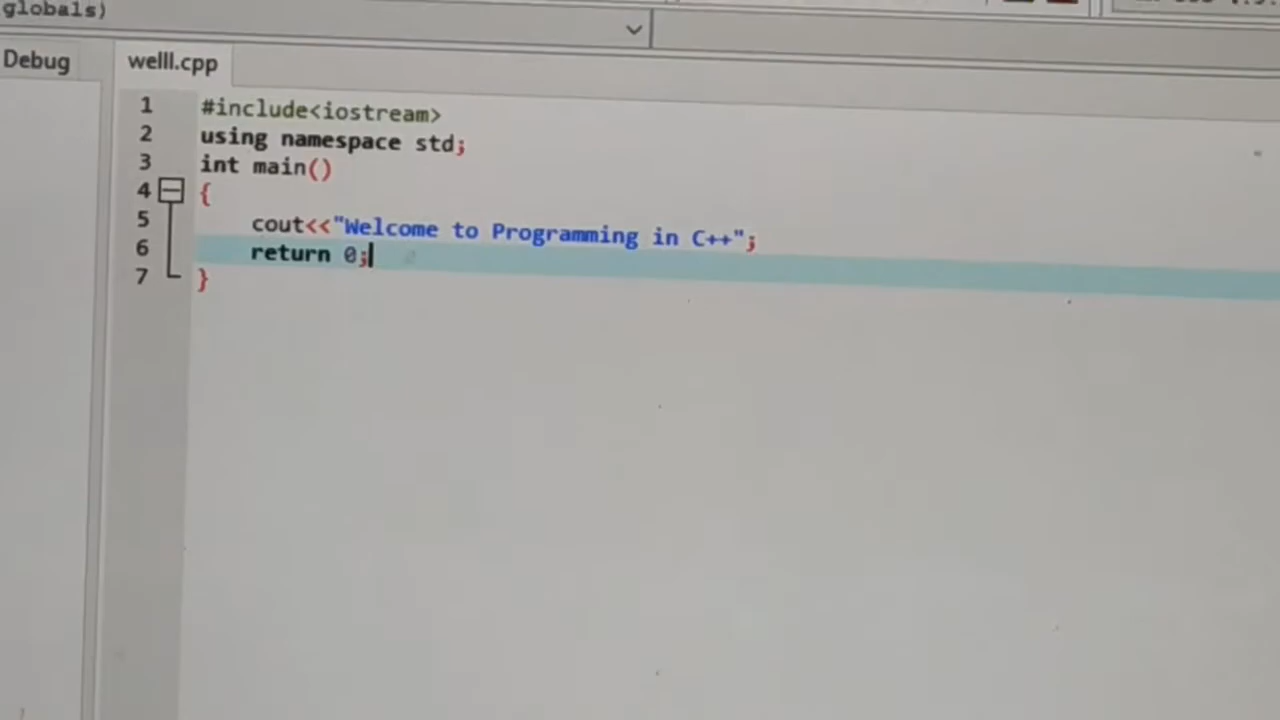 globals)
Debug
welll.cpp
1 #include<iostream>
2 using namespace std;
3 int main()
4 {
5 cout<<"Welcome to Programming in C++";
6 return 0;
7 }